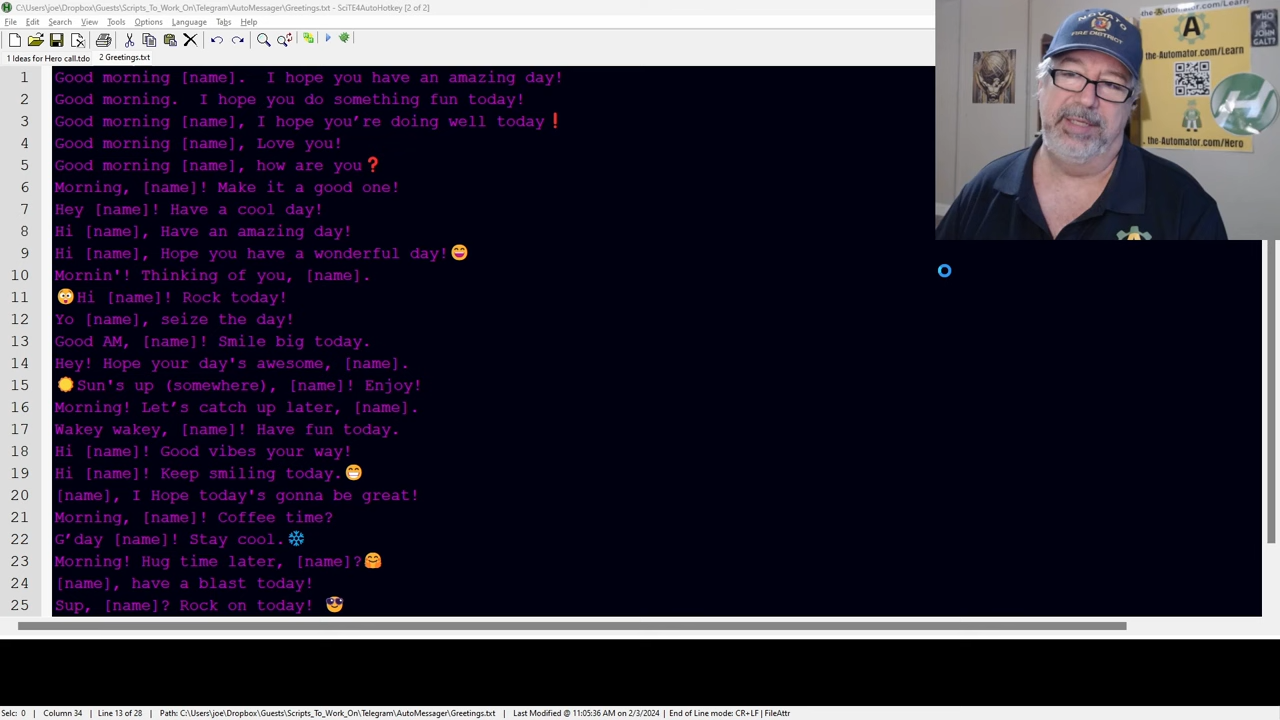 C:\Users\joe\Dropbox\Guests\Scripts_To_Work_On\Telegram\AutoMessager\Greetings.txt - SciTE4AutoHotkey [2 of 2]
File Edit Search View Tools Options Language Tabs Help
1 Ideas for Hero call.tdo 2 Greetings.txt
1 Good morning [name].  I hope you have an amazing day!
2 Good morning.  I hope you do something fun today!
3 Good morning [name], I hope you’re doing well today❗
4 Good morning [name], Love you!
5 Good morning [name], how are you❓
6 Morning, [name]! Make it a good one!
7 Hey [name]! Have a cool day!
8 Hi [name], Have an amazing day!
9 Hi [name], Hope you have a wonderful day!😄
10 Mornin'! Thinking of you, [name].
11 😳Hi [name]! Rock today!
12 Yo [name], seize the day!
13 Good AM, [name]! Smile big today.
14 Hey! Hope your day's awesome, [name].
15 🌞Sun's up (somewhere), [name]! Enjoy!
16 Morning! Let’s catch up later, [name].
17 Wakey wakey, [name]! Have fun today.
18 Hi [name]! Good vibes your way!
19 Hi [name]! Keep smiling today.😁
20 [name], I Hope today's gonna be great!
21 Morning, [name]! Coffee time?
22 G’day [name]! Stay cool.❄
23 Morning! Hug time later, [name]?🤗
24 [name], have a blast today!
25 Sup, [name]? Rock on today! 😎
Selc: 0 | Column 34 | Line 13 of 28 | Path: C:\Users\joe\Dropbox\Guests\Scripts_To_Work_On\Telegram\AutoMessager\Greetings.txt | Last Modified @ 11:05:36 AM on 2/3/2024 | End of Line mode: CR+LF | FileAttr
NOVATO
FIRE DISTRICT
the-Automator.com/
A
the-Automator.com/Learn
the-Automator.com/Hero
WHO
IS
JOHN
GALT?
H